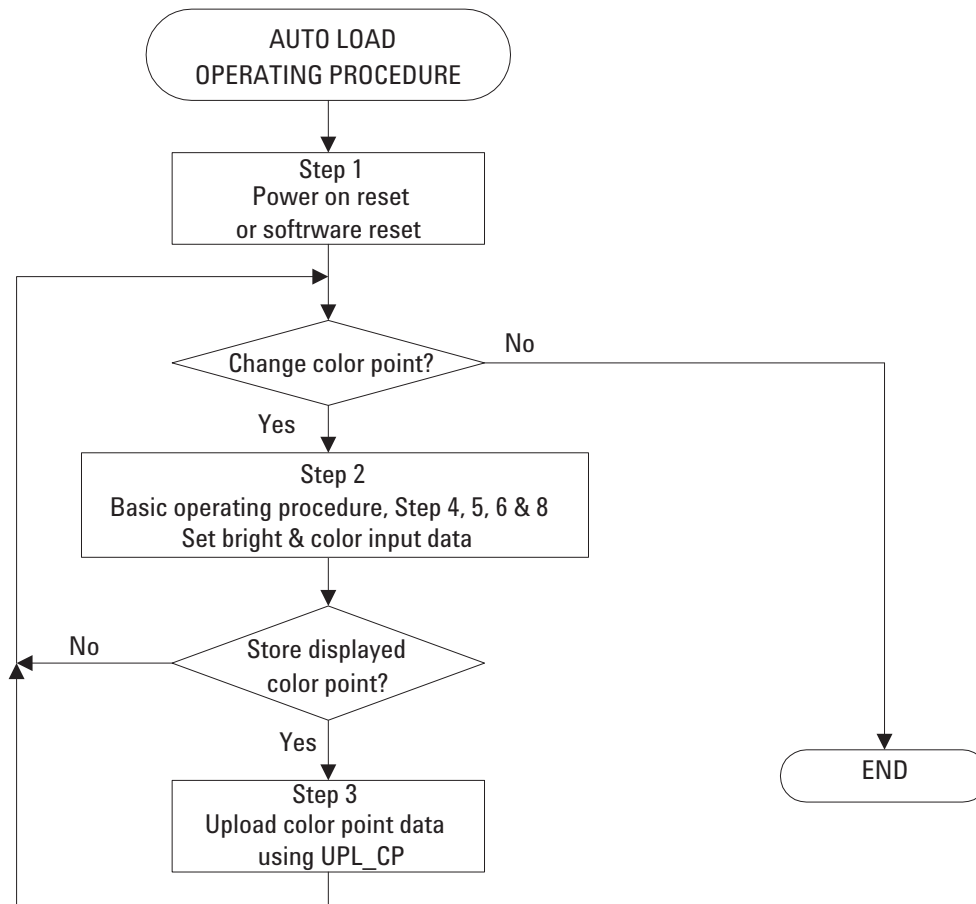 AUTO LOAD
OPERATING PROCEDURE
Step 1
Power on reset
or softrware reset
Change color point?
No
Yes
Step 2
Basic operating procedure, Step 4, 5, 6 & 8
Set bright & color input data
Store displayed
color point?
No
Yes
Step 3
Upload color point data
using UPL_CP
END